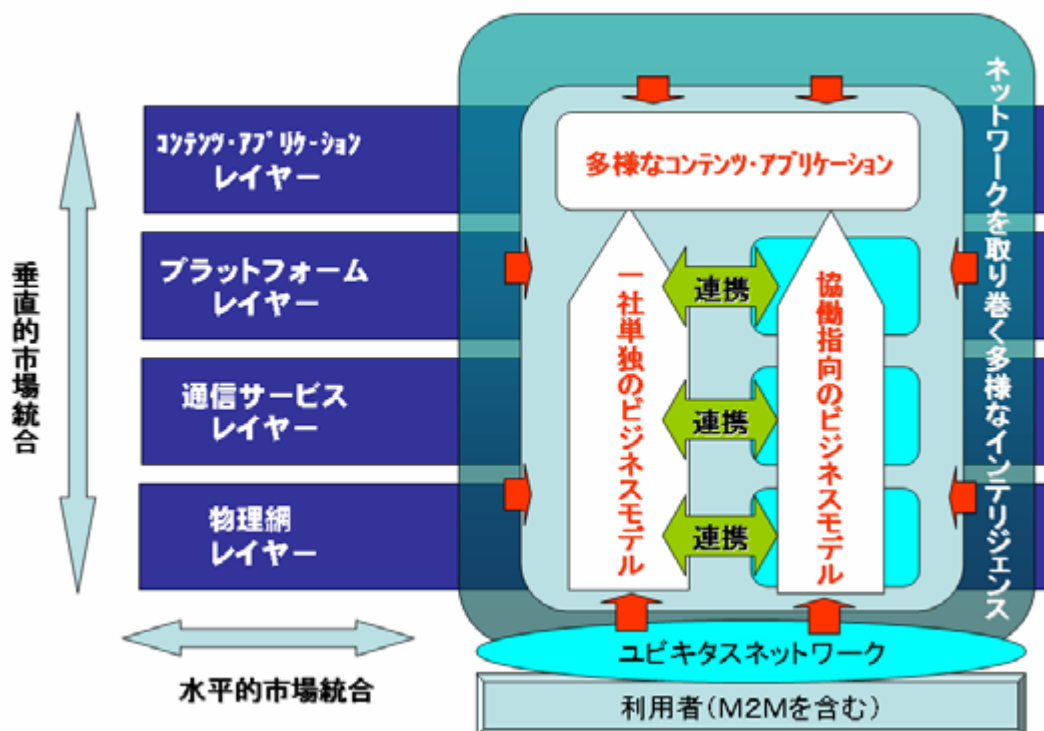 コンテンツ・アプリケーション
レイヤー
プラットフォーム
レイヤー
通信サービス
レイヤー
物理網
レイヤー
垂直的市場統合
水平的市場統合
多様なコンテンツ・アプリケーション
一社単独のビジネスモデル
連携
連携
連携
協働指向のビジネスモデル
ネットワークを取り巻く多様なインテリジェンス
ユビキタスネットワーク
利用者(M2Mを含む)